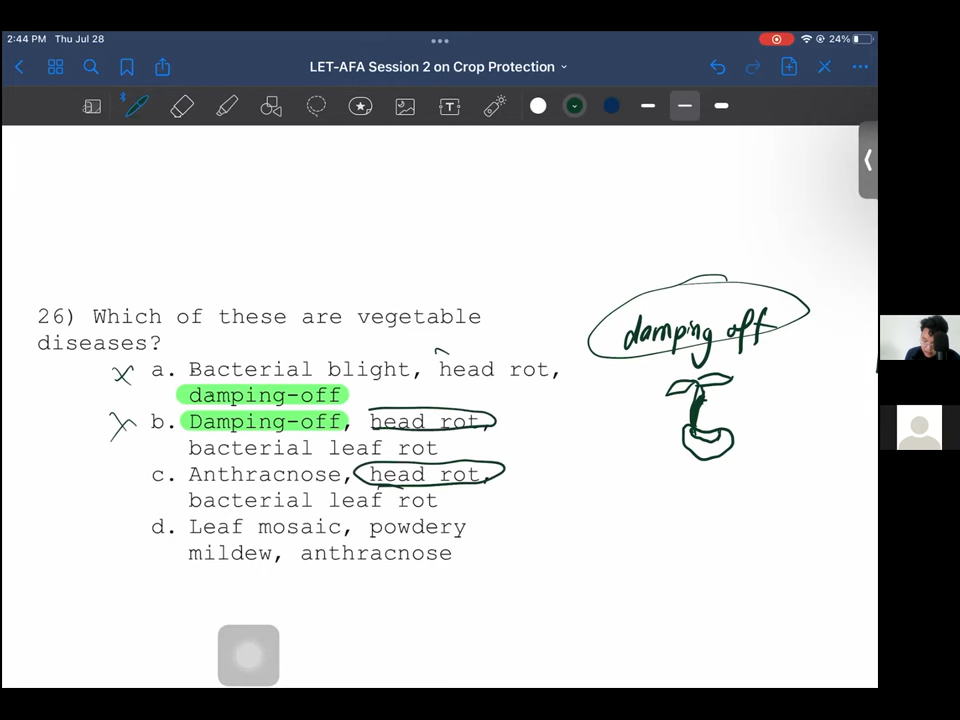 2:44 PM Thu Jul 28
24%
LET-AFA Session 2 on Crop Protection
26) Which of these are vegetable
diseases?
a. Bacterial blight, head rot,
damping-off
b. Damping-off, head rot,
bacterial leaf rot
c. Anthracnose, head rot,
bacterial leaf rot
d. Leaf mosaic, powdery
mildew, anthracnose
damping off